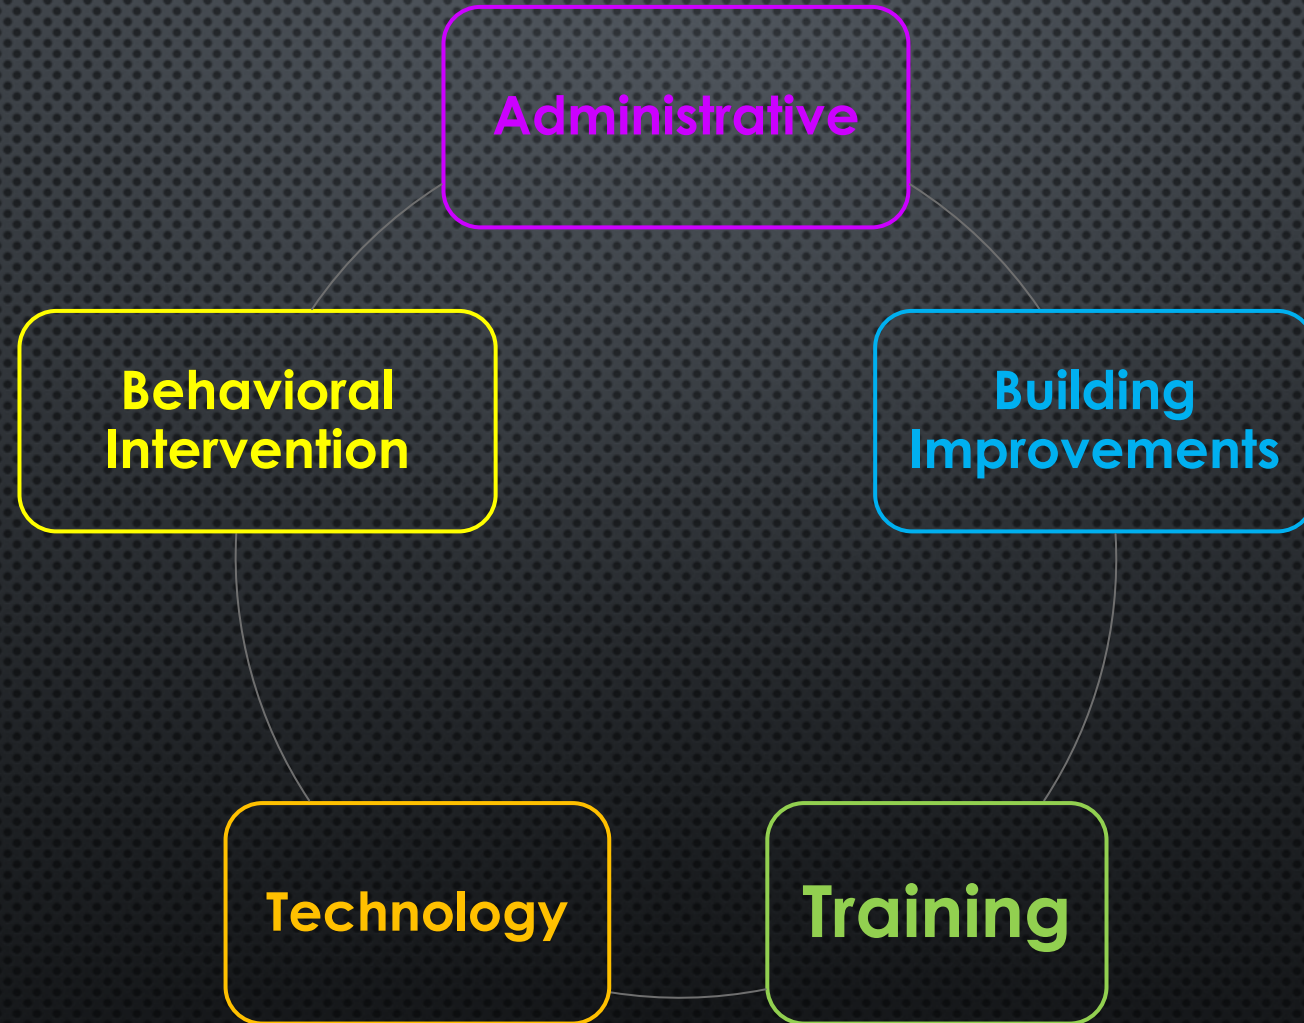 Administrative
Behavioral
Intervention
Building
Improvements
Technology
Training